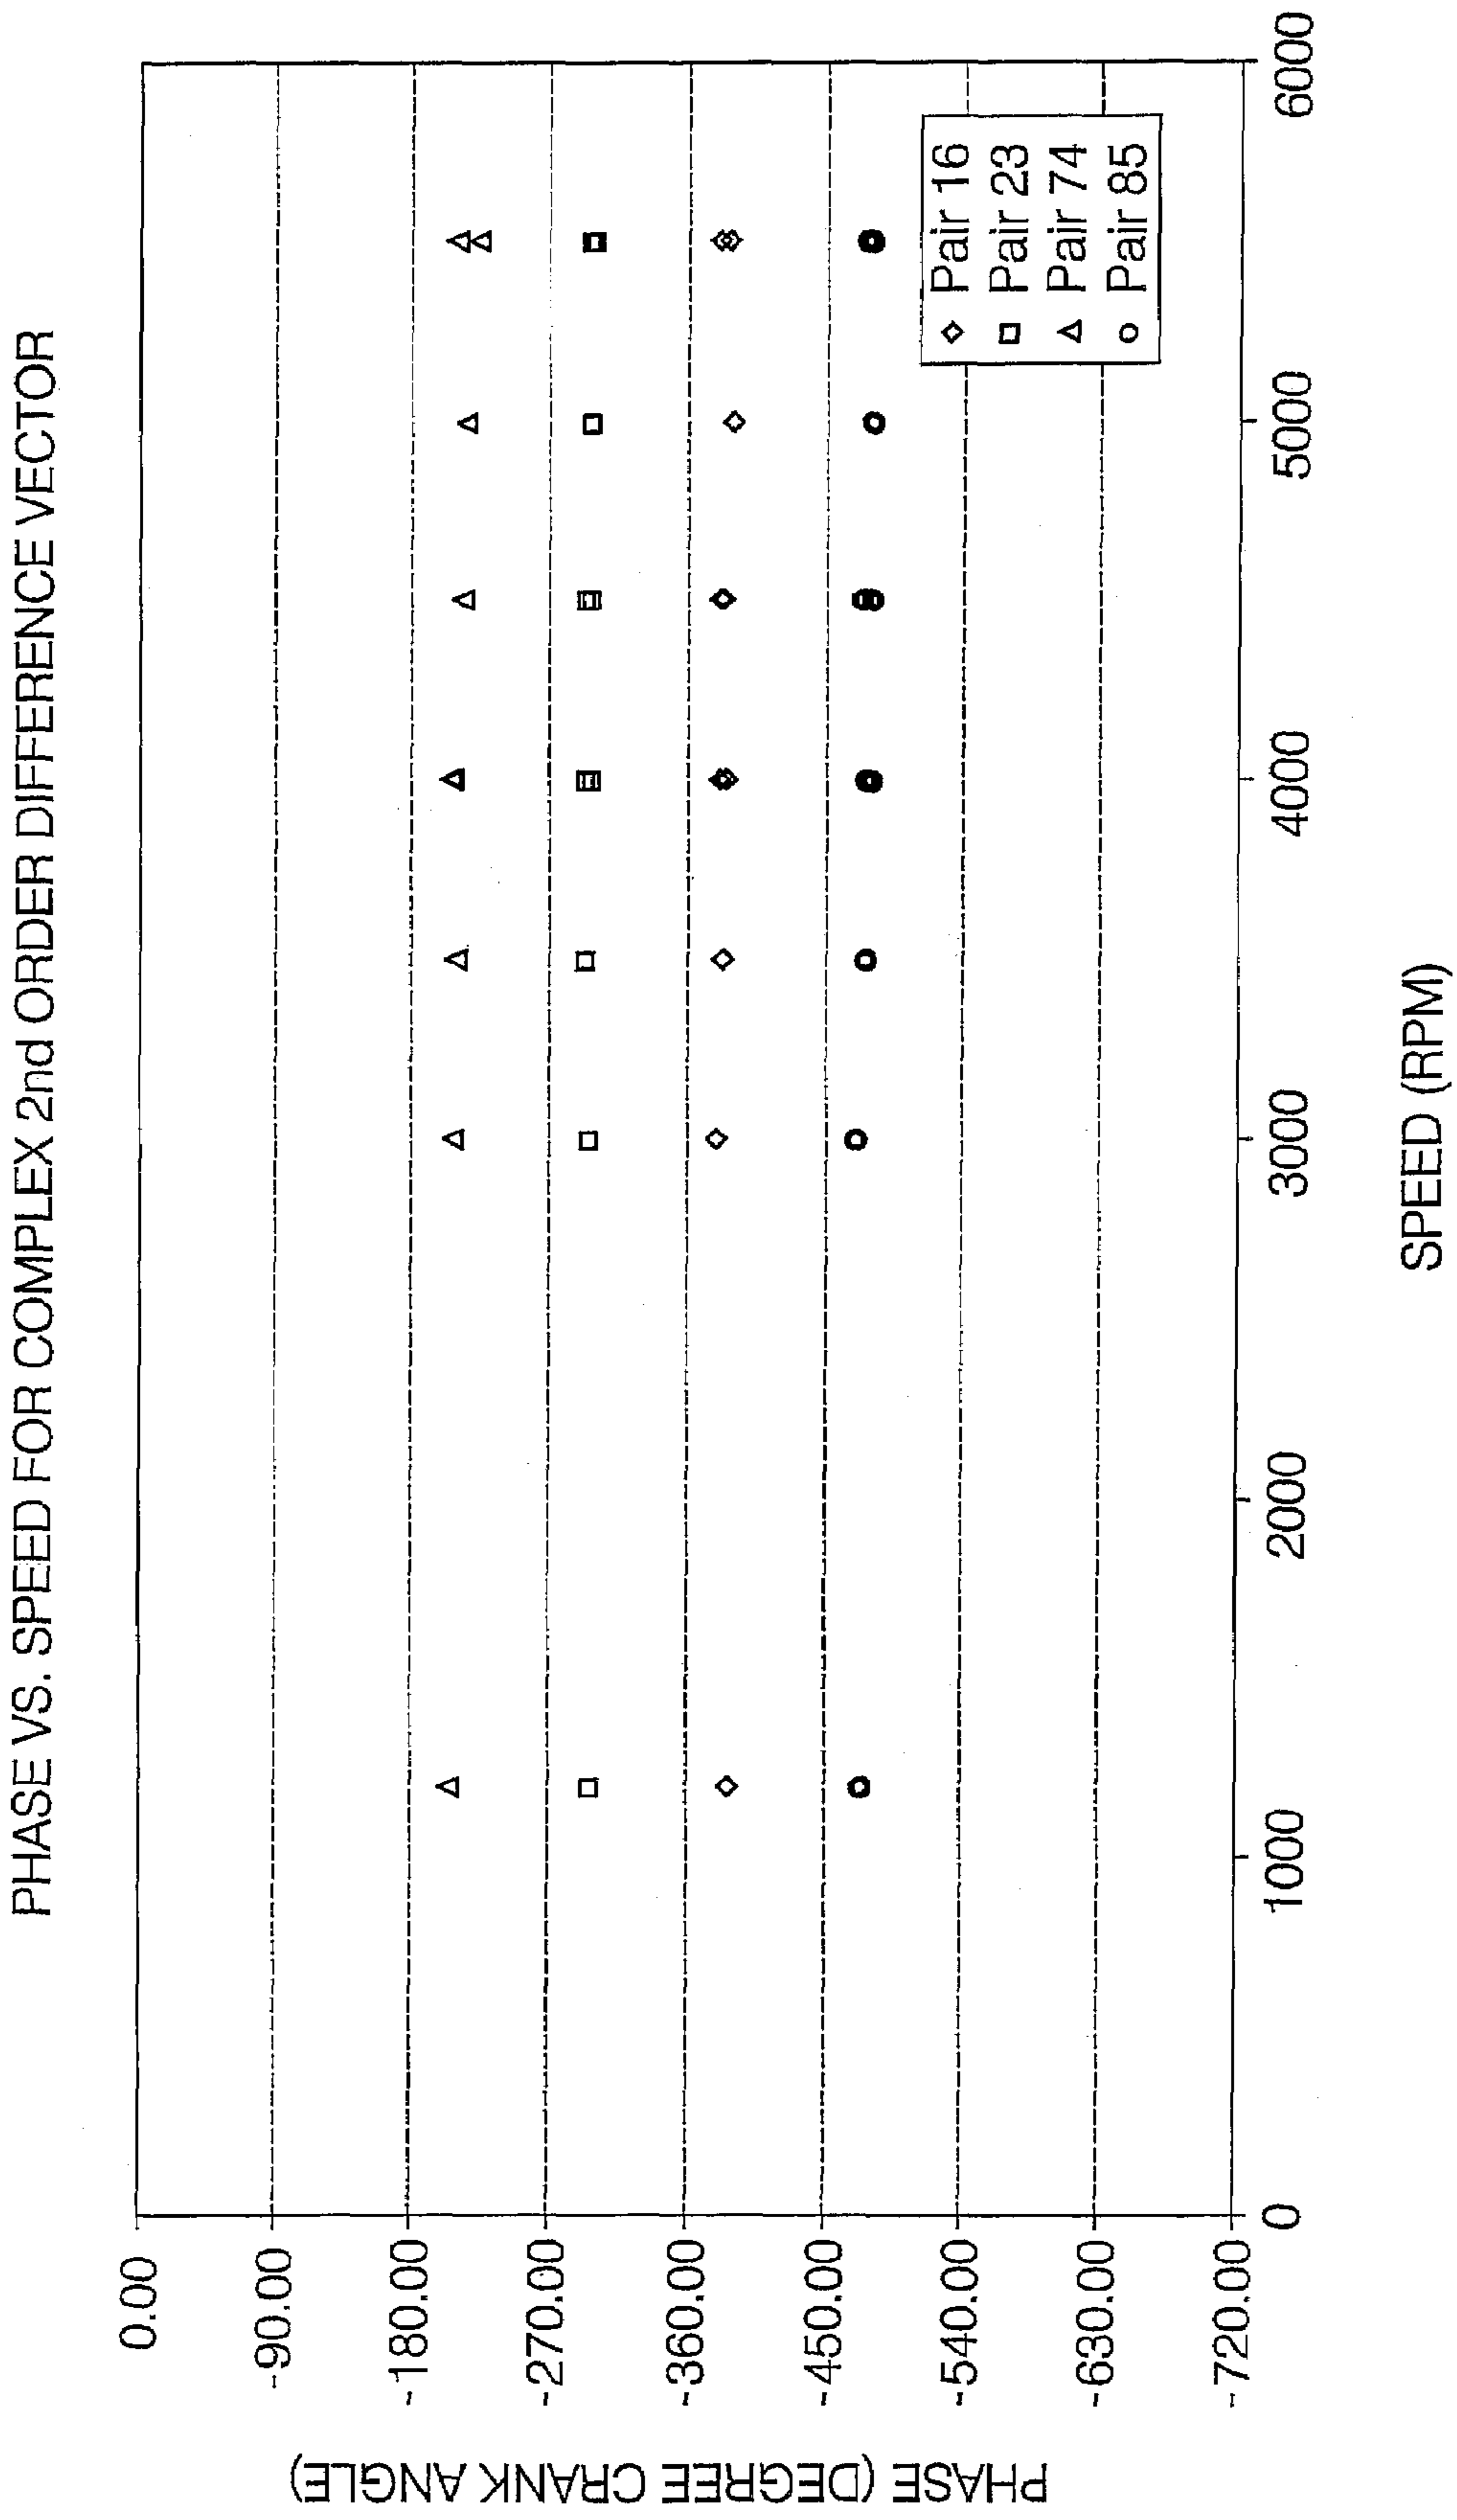 PHASE VS. SPEED FOR COMPLEX 2nd ORDER DIFFERENCE VECTOR
PHASE (DEGREE CRANK ANGLE)
0.00
-90.00
-180.00
-270.00
-360.00
-450.00
-540.00
-630.00
-720.00
Pair 16
Pair 23
Pair 74
Pair 85
0
1000
2000
3000
4000
5000
6000
SPEED (RPM)